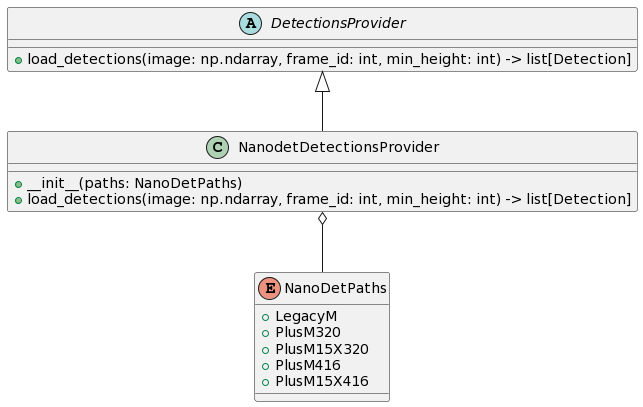 A DetectionsProvider
load_detections(image: np.ndarray, frame_id: int, min_height: int) -> list[Detection]
C NanodetDetectionsProvider
__init__(paths: NanoDetPaths)
load_detections(image: np.ndarray, frame_id: int, min_height: int) -> list[Detection]
E NanoDetPaths
LegacyM
PlusM320
PlusM15X320
PlusM416
PlusM15X416